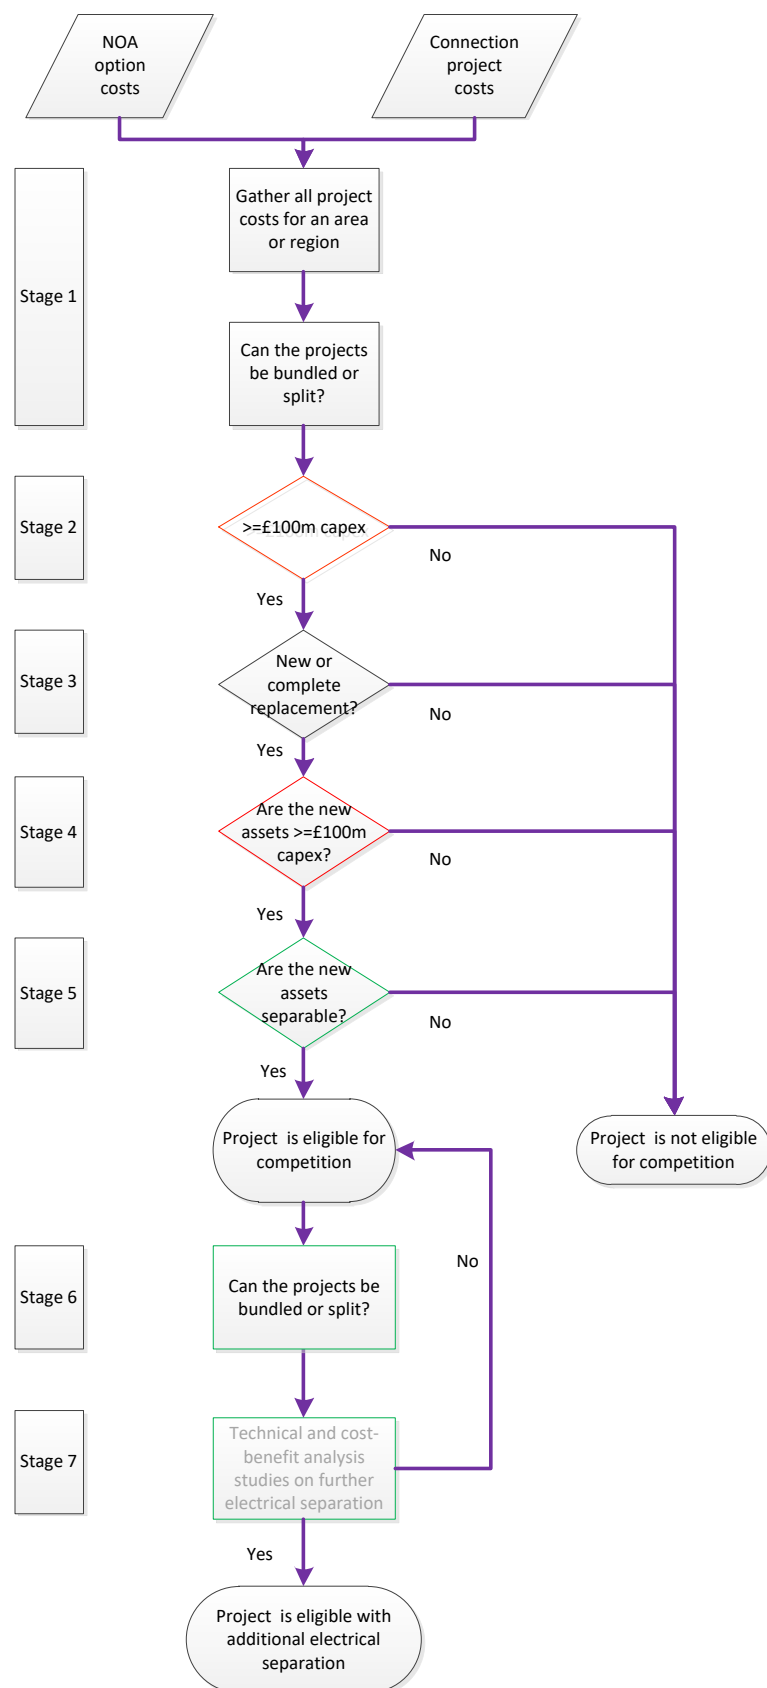 NOA
option
costs
Connection
project
costs
Stage 1
Gather all project
costs for an area
or region
Can the projects
be bundled or
split?
Stage 2
>=£100m capex
No
Yes
Stage 3
New or
complete
replacement?
No
Yes
Stage 4
Are the new
assets >=£100m
capex?
No
Yes
Stage 5
Are the new
assets
separable?
No
Yes
Project is eligible for
competition
Project is not eligible
for competition
Stage 6
Can the projects be
bundled or split?
No
Stage 7
Technical and cost-
benefit analysis
studies on further
electrical separation
Yes
Project is eligible with
additional electrical
separation